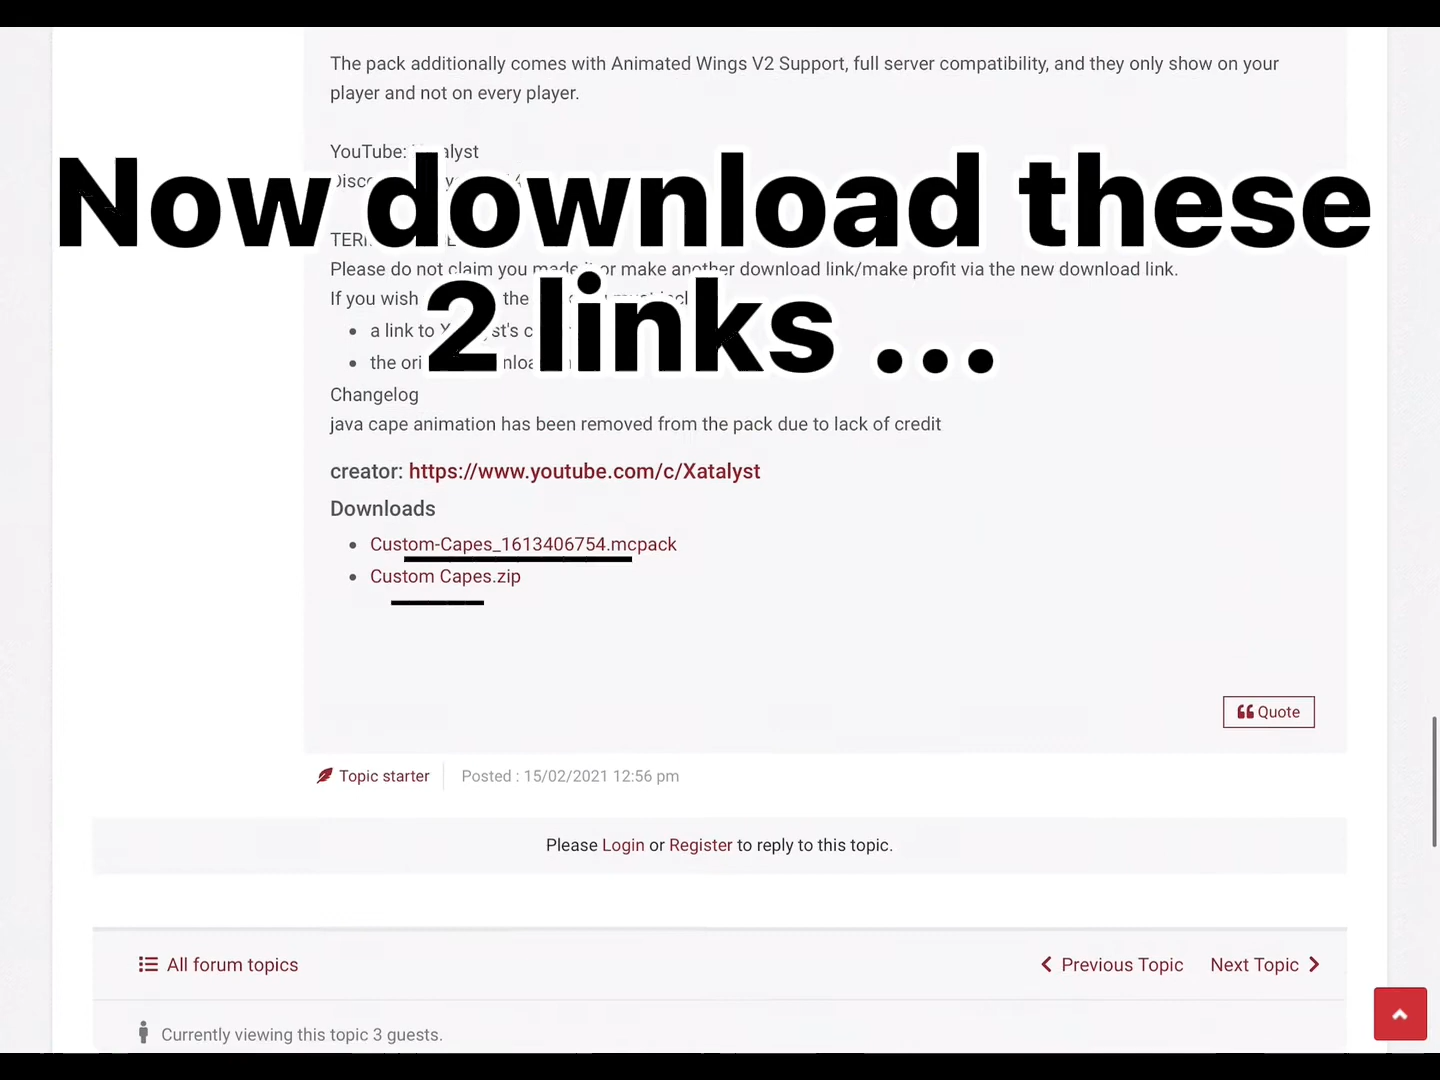 The pack additionally comes with Animated Wings V2 Support, full server compatibility, and they only show on your
player and not on every player.
YouTube: alyst
Now download these
2 links ...
Please do not claim you made it or make another download link/make profit via the new download link.
If you wish the
a link to
the
Changelog
java cape animation has been removed from the pack due to lack of credit
creator: https://www.youtube.com/c/Xatalyst
Downloads
Custom-Capes_1613406754.mcpack
Custom Capes.zip
Quote
Topic starter
Posted : 15/02/2021 12:56 pm
Please Login or Register to reply to this topic.
All forum topics
Previous Topic
Next Topic
Currently viewing this topic 3 guests.